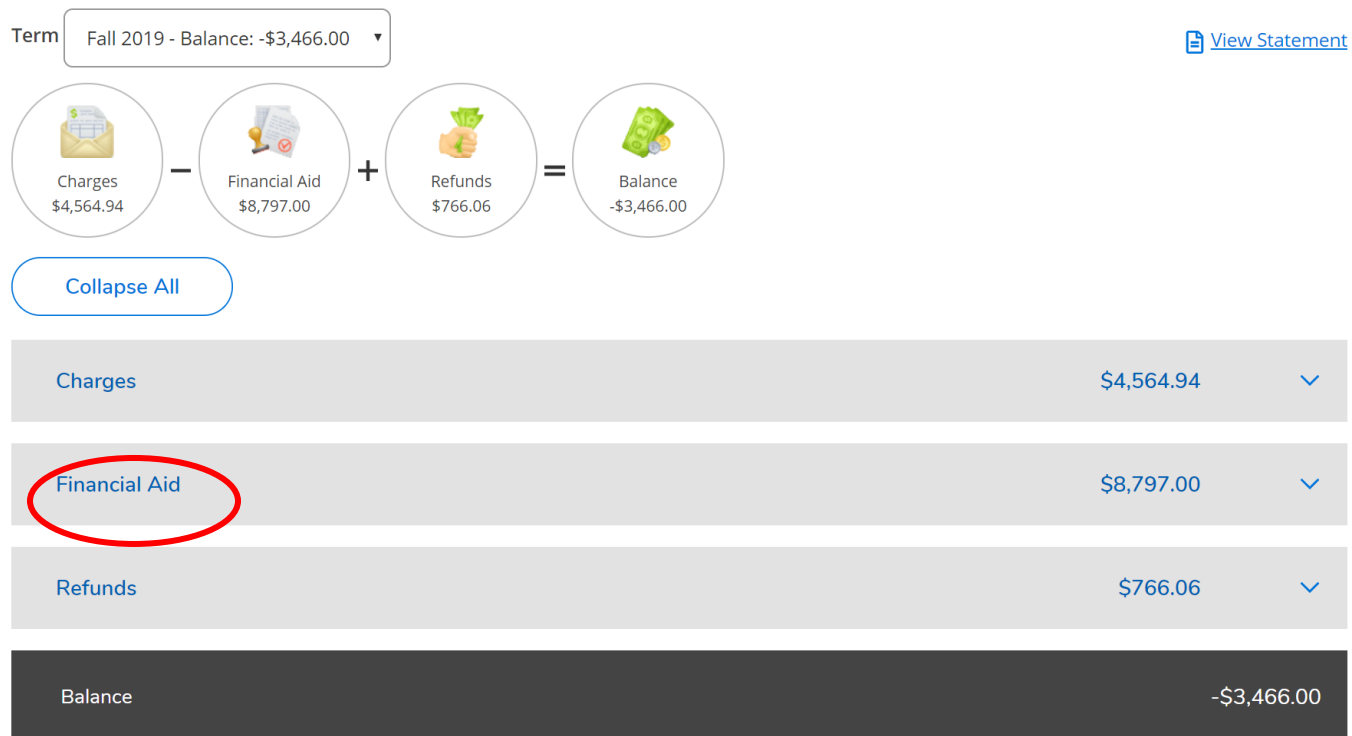 Term Fall 2019 - Balance: -$3,466.00 View Statement
Charges Financial Aid Refunds Balance
$4,564.94 − $8,797.00 + $766.06 = -$3,466.00
Collapse All
Charges $4,564.94
Financial Aid $8,797.00
Refunds $766.06
Balance -$3,466.00